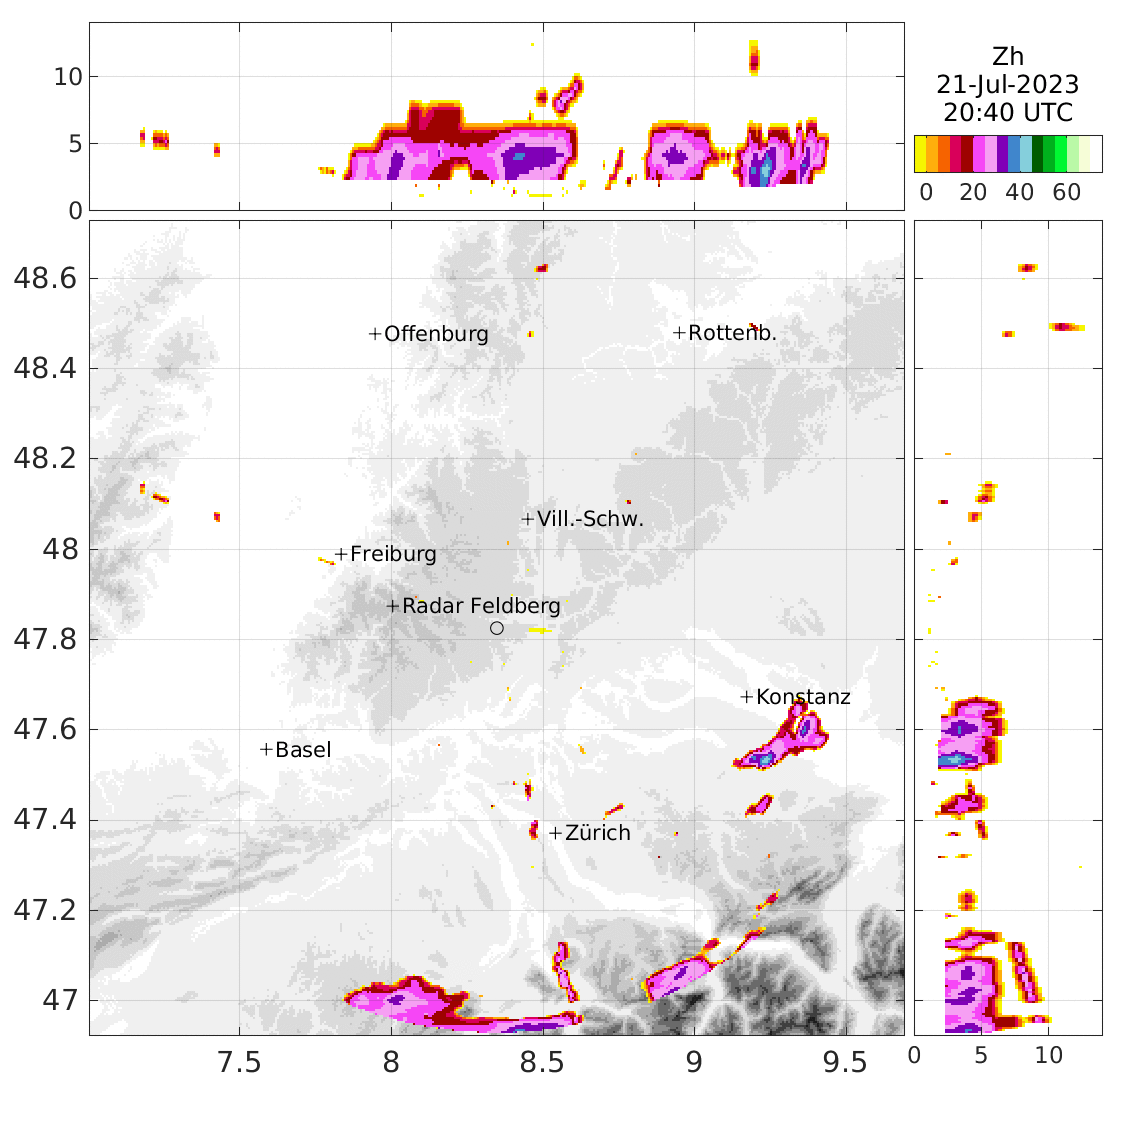 Zh
21-Jul-2023
20:40 UTC
0 20 40 60
10
5
0
48.6
48.4
48.2
48
47.8
47.6
47.4
47.2
47
+Offenburg
+Rottenb.
+Vill.-Schw.
+Freiburg
+Radar Feldberg
+Konstanz
+Basel
+Zürich
7.5 8 8.5 9 9.5
0 5 10